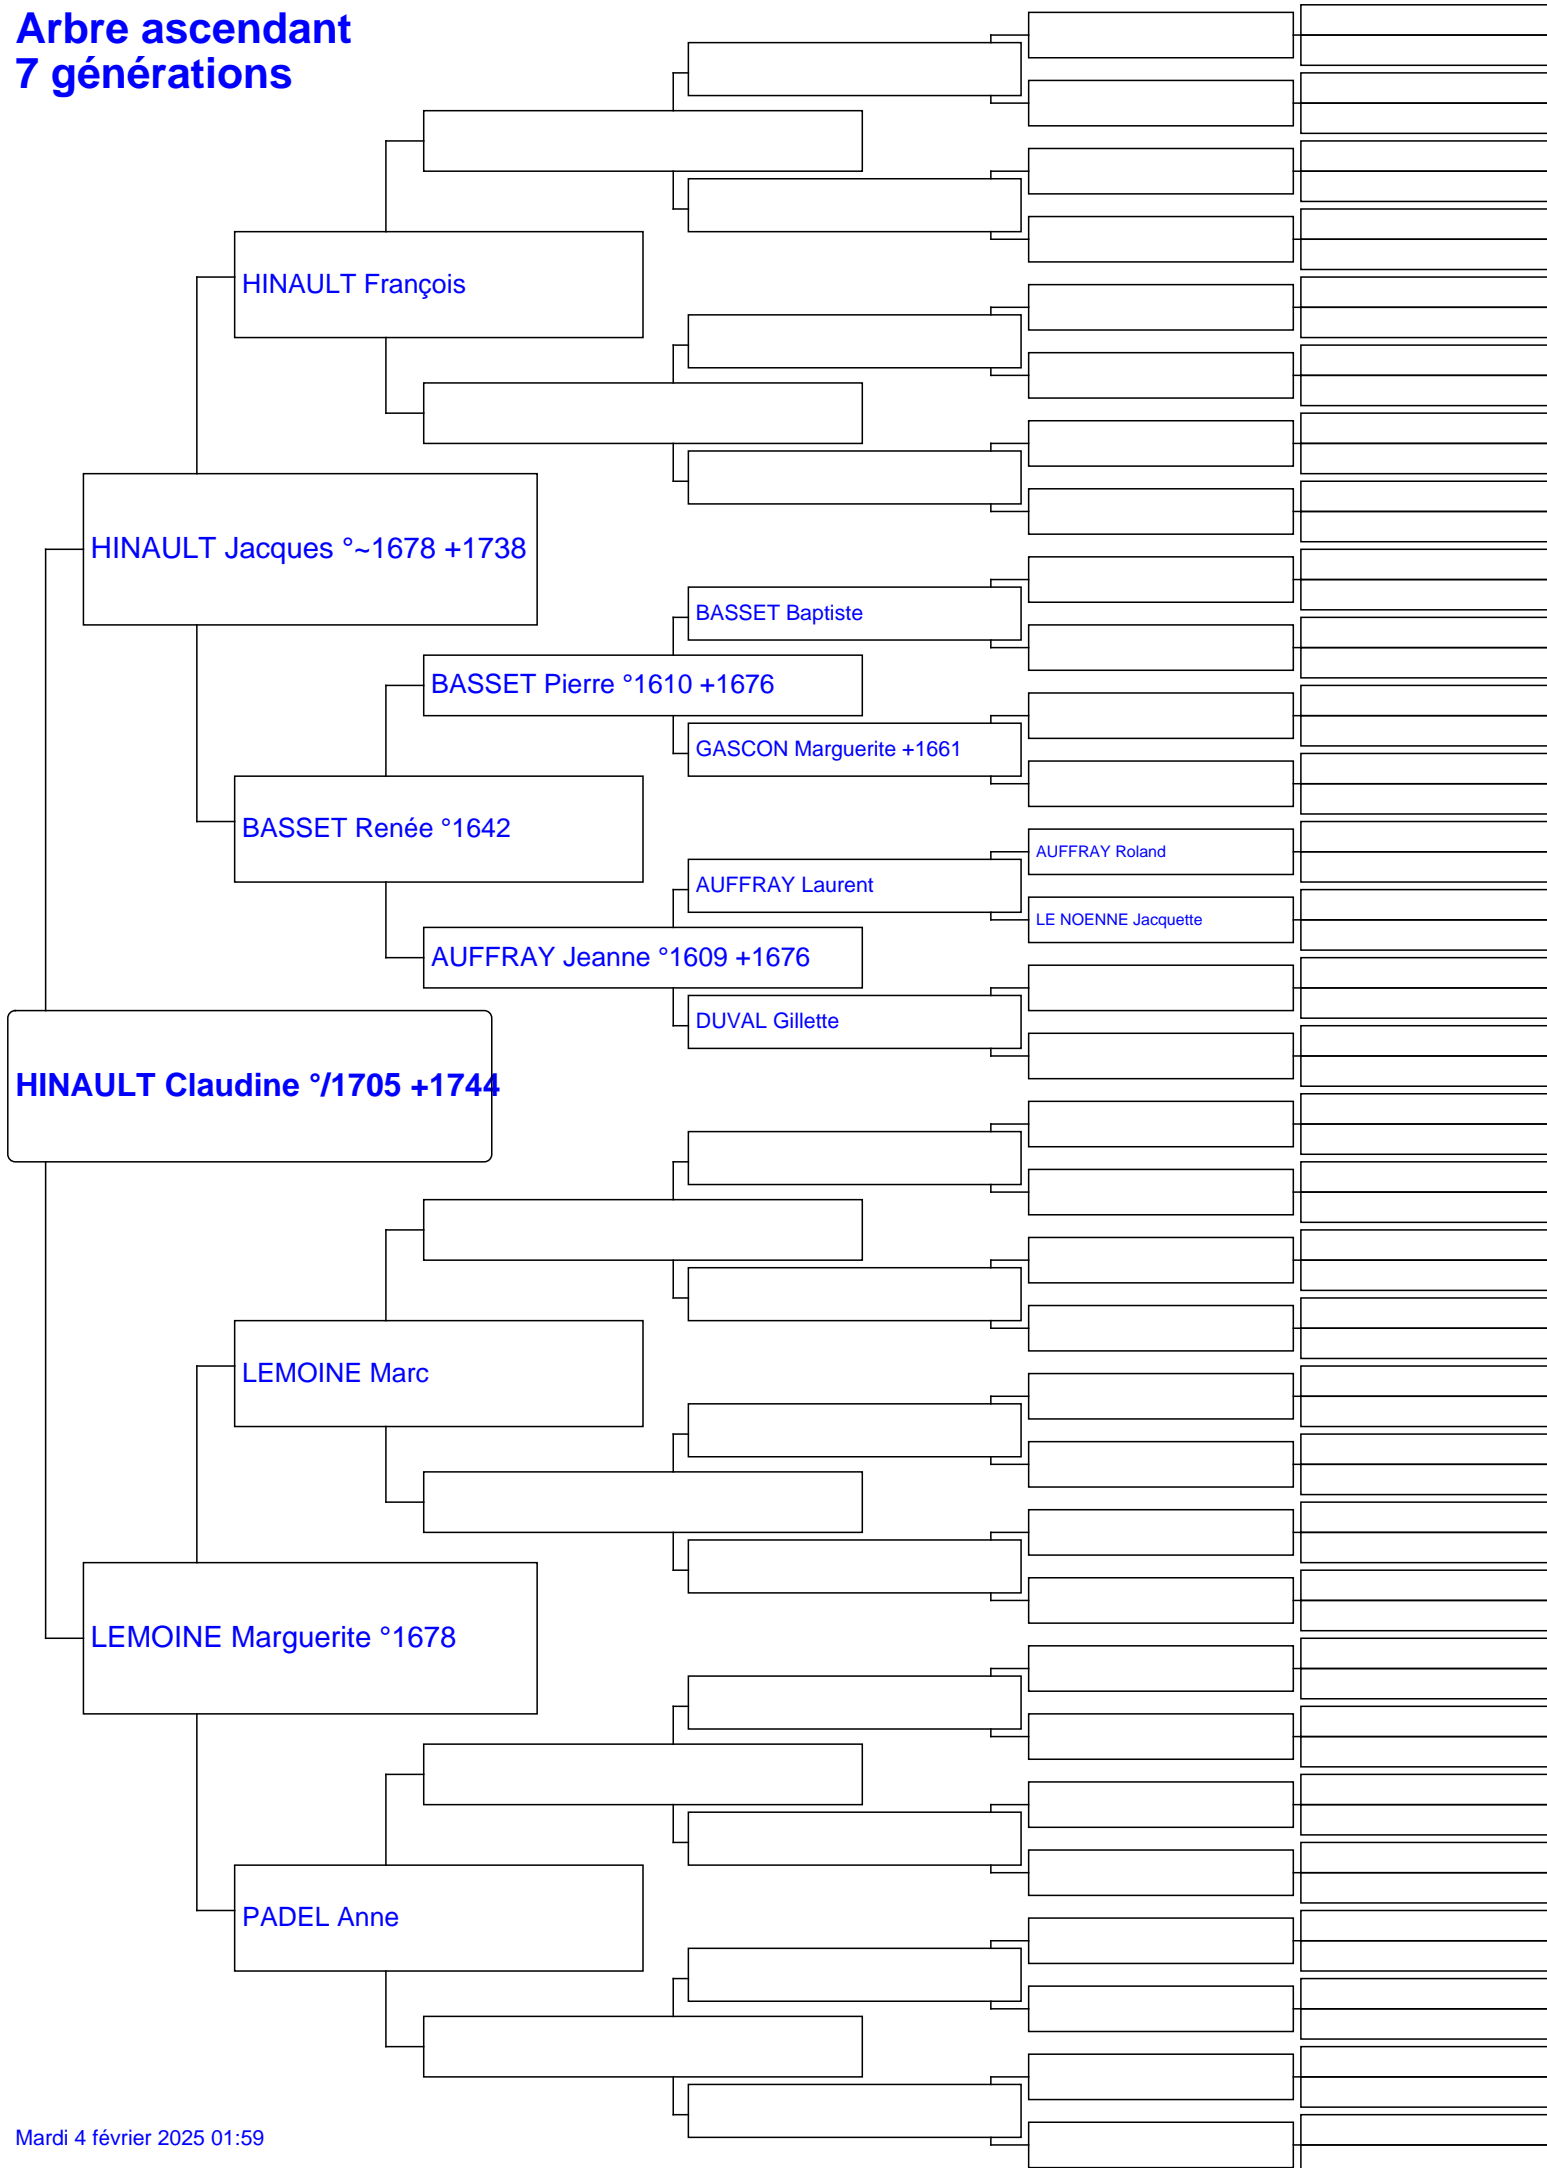 Arbre ascendant
7 générations
HINAULT François
HINAULT Jacques °~1678 +1738
BASSET Baptiste
BASSET Pierre °1610 +1676
GASCON Marguerite +1661
BASSET Renée °1642
AUFFRAY Roland
AUFFRAY Laurent
LE NOENNE Jacquette
AUFFRAY Jeanne °1609 +1676
DUVAL Gillette
HINAULT Claudine °/1705 +1744
LEMOINE Marc
LEMOINE Marguerite °1678
PADEL Anne
Mardi 4 février 2025 01:59